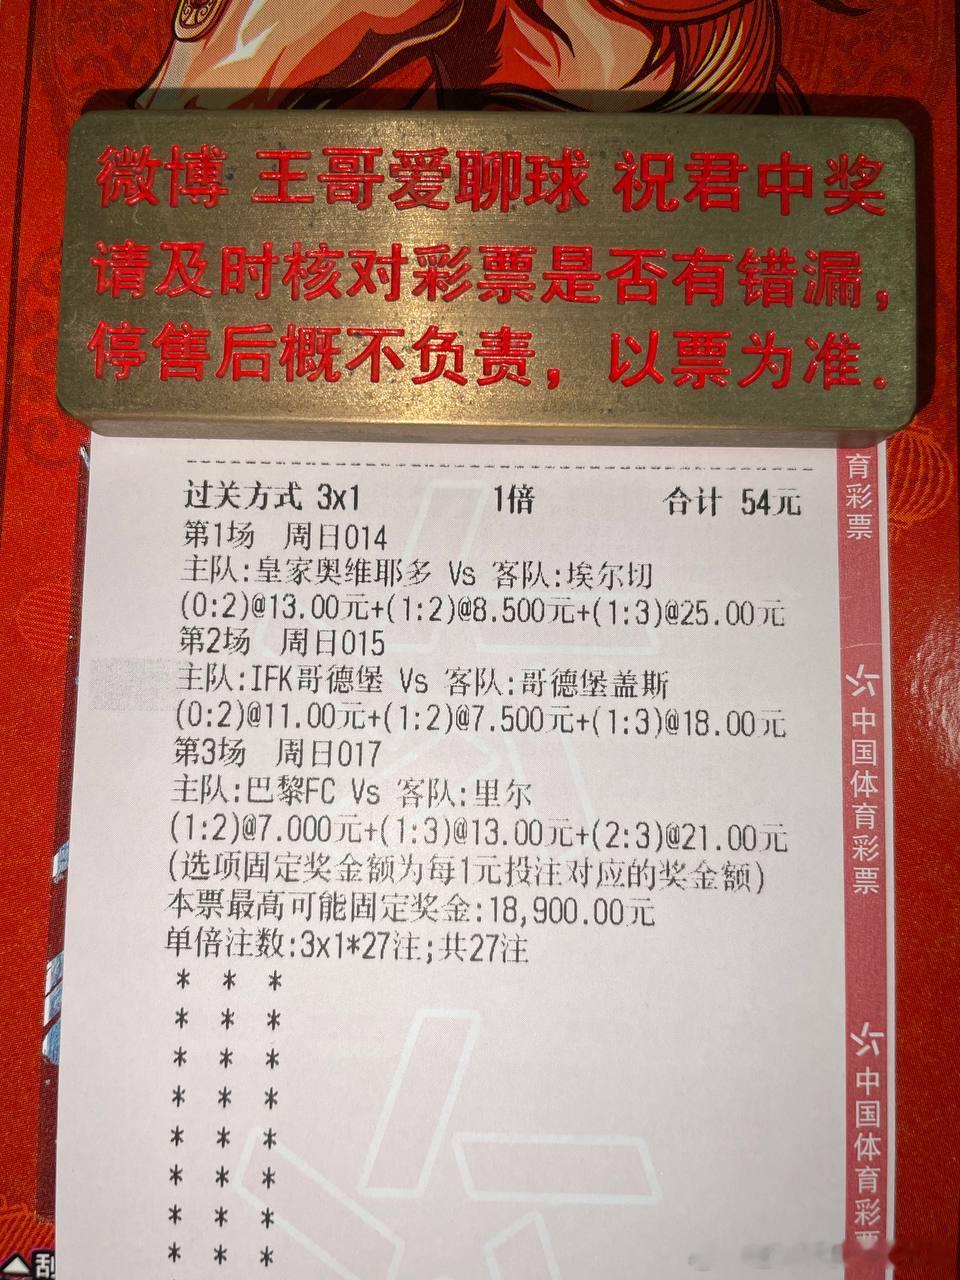 微博 王哥爱聊球 祝君中奖
请及时核对彩票是否有错漏，
停售后概不负责，以票为准.
过关方式 3x1 1倍 合计 54元
第1场 周日014
主队:皇家奥维耶多 Vs 客队:埃尔切
(0:2)@13.00元+(1:2)@8.500元+(1:3)@25.00元
第2场 周日015
主队:IFK哥德堡 Vs 客队:哥德堡盖斯
(0:2)@11.00元+(1:2)@7.500元+(1:3)@18.00元
第3场 周日017
主队:巴黎FC Vs 客队:里尔
(1:2)@7.000元+(1:3)@13.00元+(2:3)@21.00元
(选项固定奖金额为每1元投注对应的奖金额)
本票最高可能固定奖金:18,900.00元
单倍注数:3x1*27注;共27注
* * *
* * *
* * *
* * *
* * *
* * *
* * *
* * *
育彩票
中国体育彩票
中国体育彩票
刮